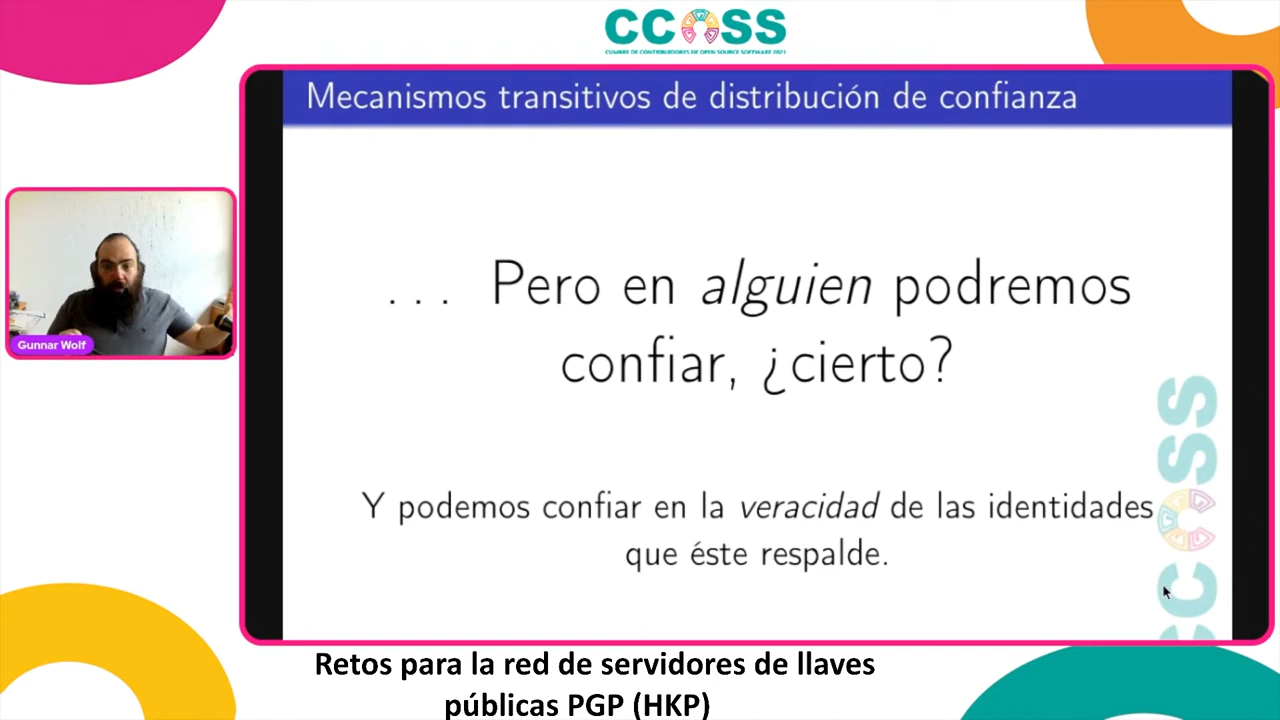 CCOSS
CUMBRE DE CONTRIBUIDORES DE OPEN SOURCE SOFTWARE 2021
Mecanismos transitivos de distribución de confianza
. . . Pero en alguien podremos
confiar, ¿cierto?
Y podemos confiar en la veracidad de las identidades
que éste respalde.
CCOSS
Gunnar Wolf
Retos para la red de servidores de llaves
públicas PGP (HKP)